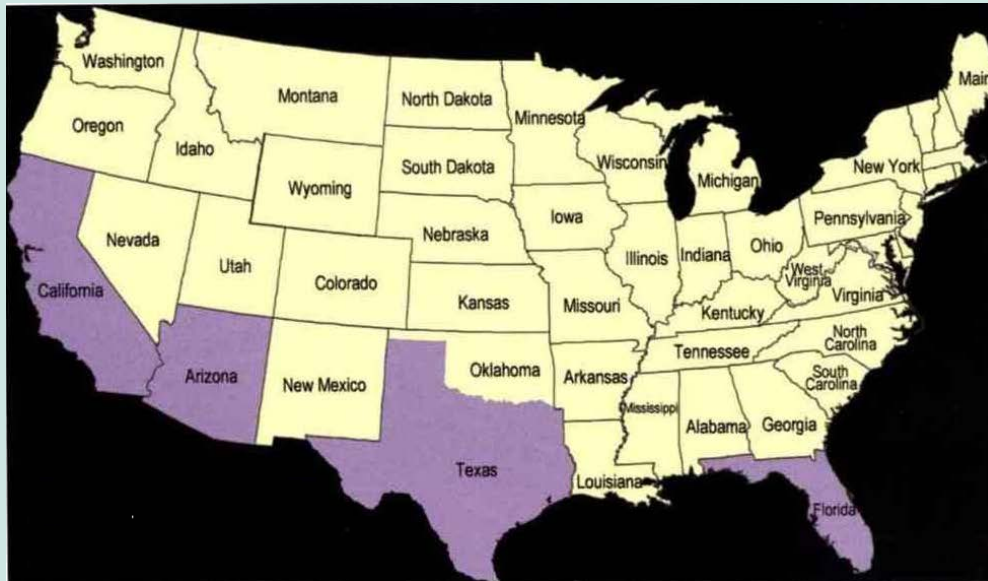 Washington
Montana
North Dakota
Minnesota
Main
Oregon
Idaho
South Dakota
Wisconsin
Michigan
New York
Wyoming
Iowa
Nebraska
Pennsylvania
Nevada
Utah
Colorado
Illinois
Indiana
Ohio
West
Virginia
Virginia
California
Kansas
Missouri
Kentucky
North
Carolina
Tennessee
Arizona
New Mexico
Oklahoma
Arkansas
South
Carolina
Mississippi
Alabama
Georgia
Texas
Louisiana
Florida